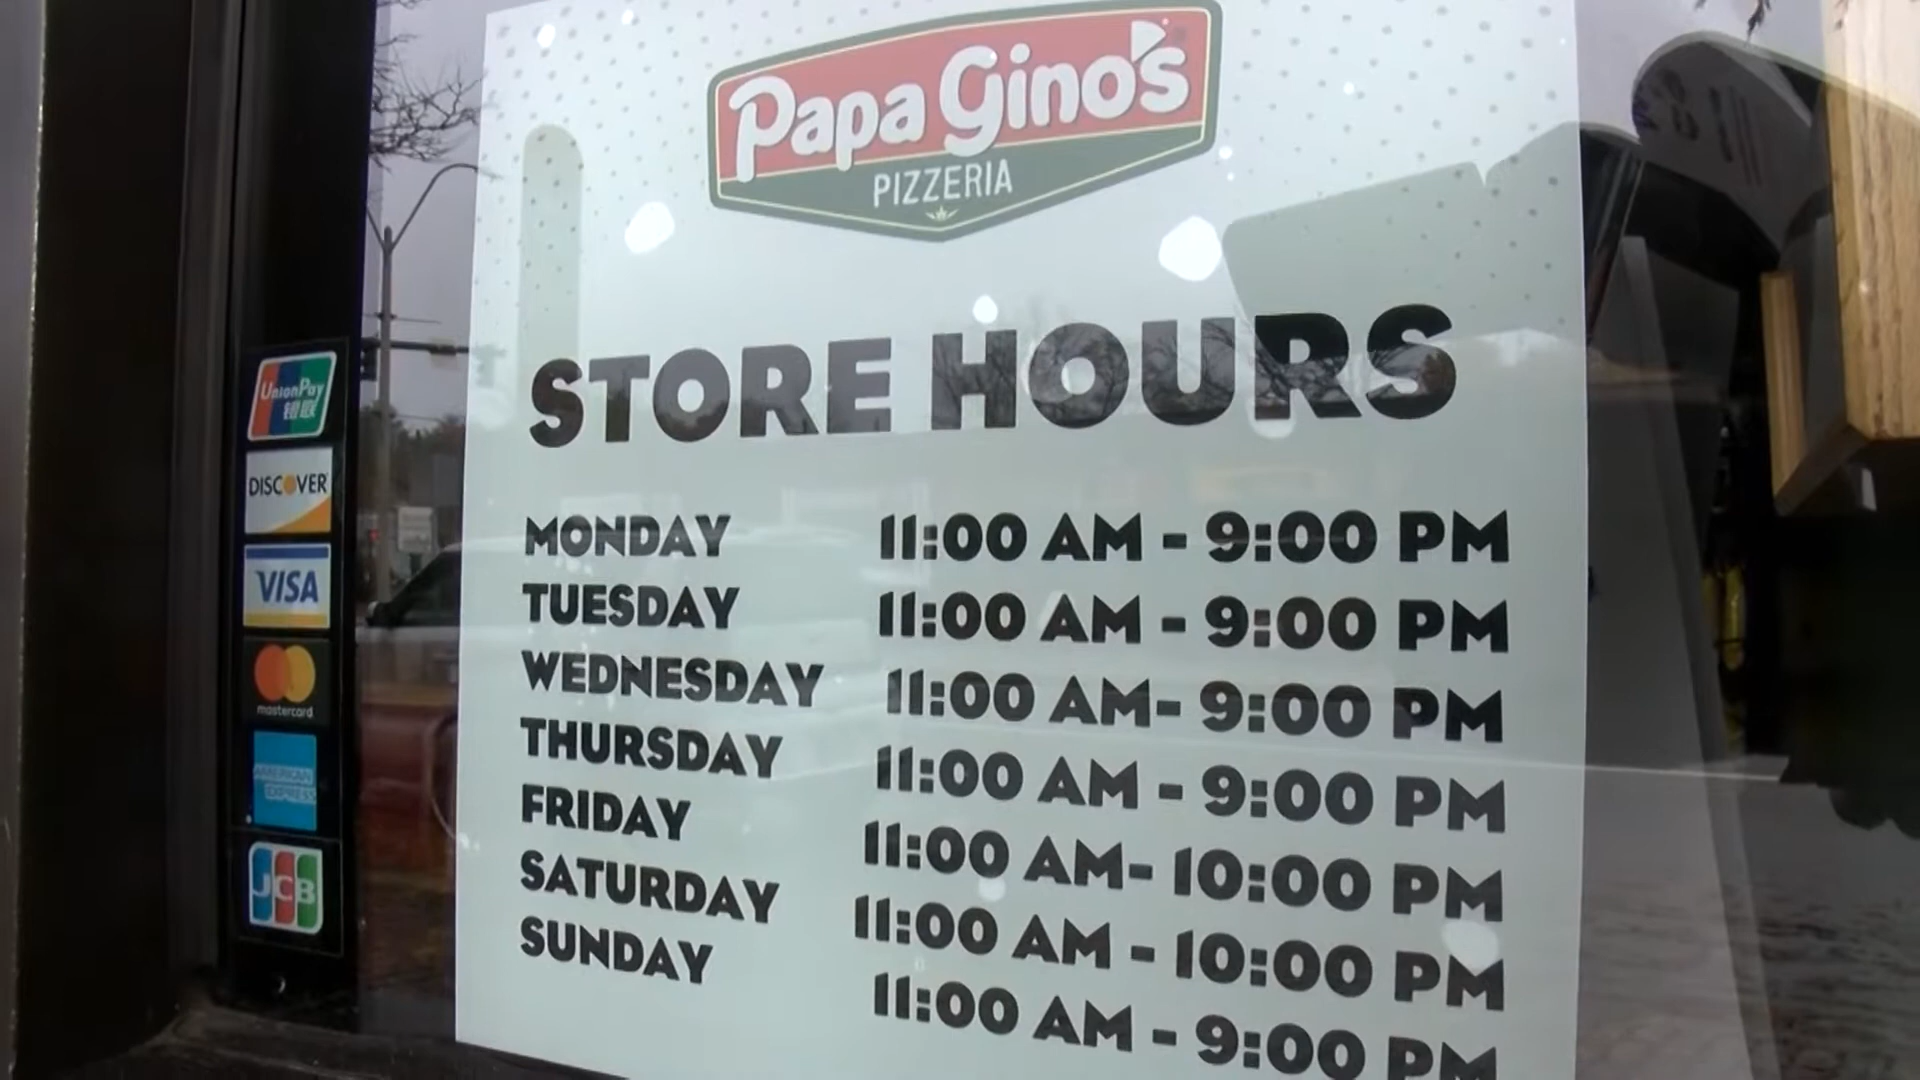 Papa Gino's
PIZZERIA
STORE HOURS
MONDAY 11:00 AM - 9:00 PM
TUESDAY 11:00 AM - 9:00 PM
WEDNESDAY 11:00 AM- 9:00 PM
THURSDAY 11:00 AM - 9:00 PM
FRIDAY 11:00 AM- 10:00 PM
SATURDAY 11:00 AM - 10:00 PM
SUNDAY 11:00 AM - 9:00 PM
UnionPay
银联
DISCOVER
VISA
mastercard
AMERICAN
EXPRESS
JCB